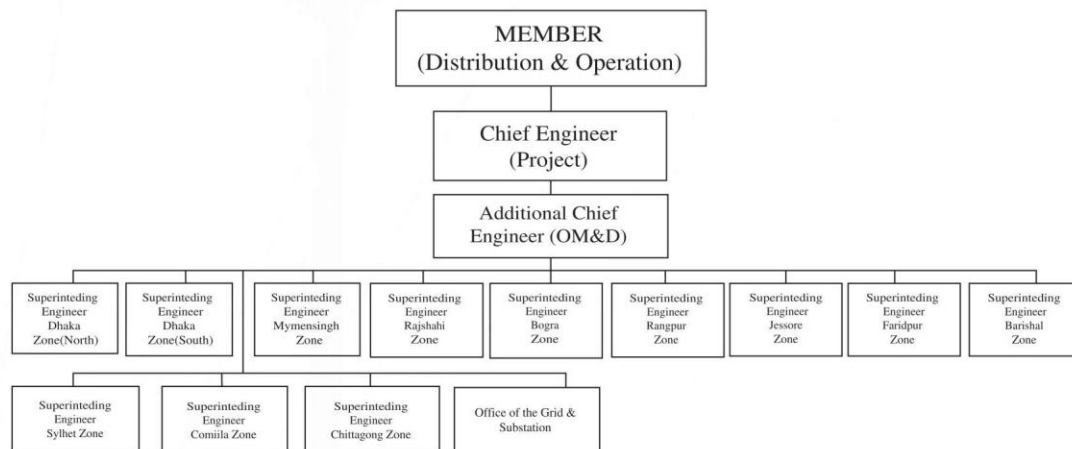 MEMBER
(Distribution & Operation)
Chief Engineer
(Project)
Additional Chief
Engineer (OM&D)
Superinteding
Engineer
Dhaka
Zone(North)
Superinteding
Engineer
Dhaka
Zone(South)
Superinteding
Engineer
Mymensingh
Zone
Superinteding
Engineer
Rajshahi
Zone
Superinteding
Engineer
Bogra
Zone
Superinteding
Engineer
Rangpur
Zone
Superinteding
Engineer
Jessore
Zone
Superinteding
Engineer
Faridpur
Zone
Superinteding
Engineer
Barishal
Zone
Superinteding
Engineer
Sylhet Zone
Superinteding
Engineer
Comiila Zone
Superinteding
Engineer
Chittagong Zone
Office of the Grid &
Substation